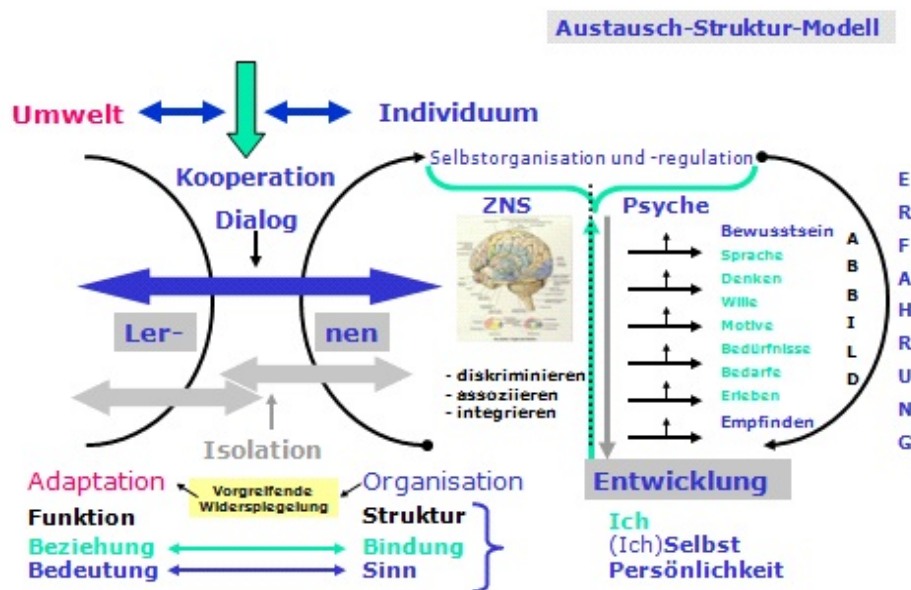 Austausch-Struktur-Modell
Umwelt
Individuum
Kooperation
Dialog
Selbstorganisation und -regulation
ZNS
Psyche
Ler-
nen
- diskriminieren
- assoziieren
- integrieren
Bewusstsein
Sprache
Denken
Wille
Motive
Bedürfnisse
Bedarfe
Erleben
Empfinden
ABBILD
ERFAHRUNG
Isolation
Adaptation
Vorgreifende
Widerspiegelung
Organisation
Funktion
Struktur
Beziehung
Bindung
Bedeutung
Sinn
Entwicklung
Ich
(Ich)Selbst
Persönlichkeit